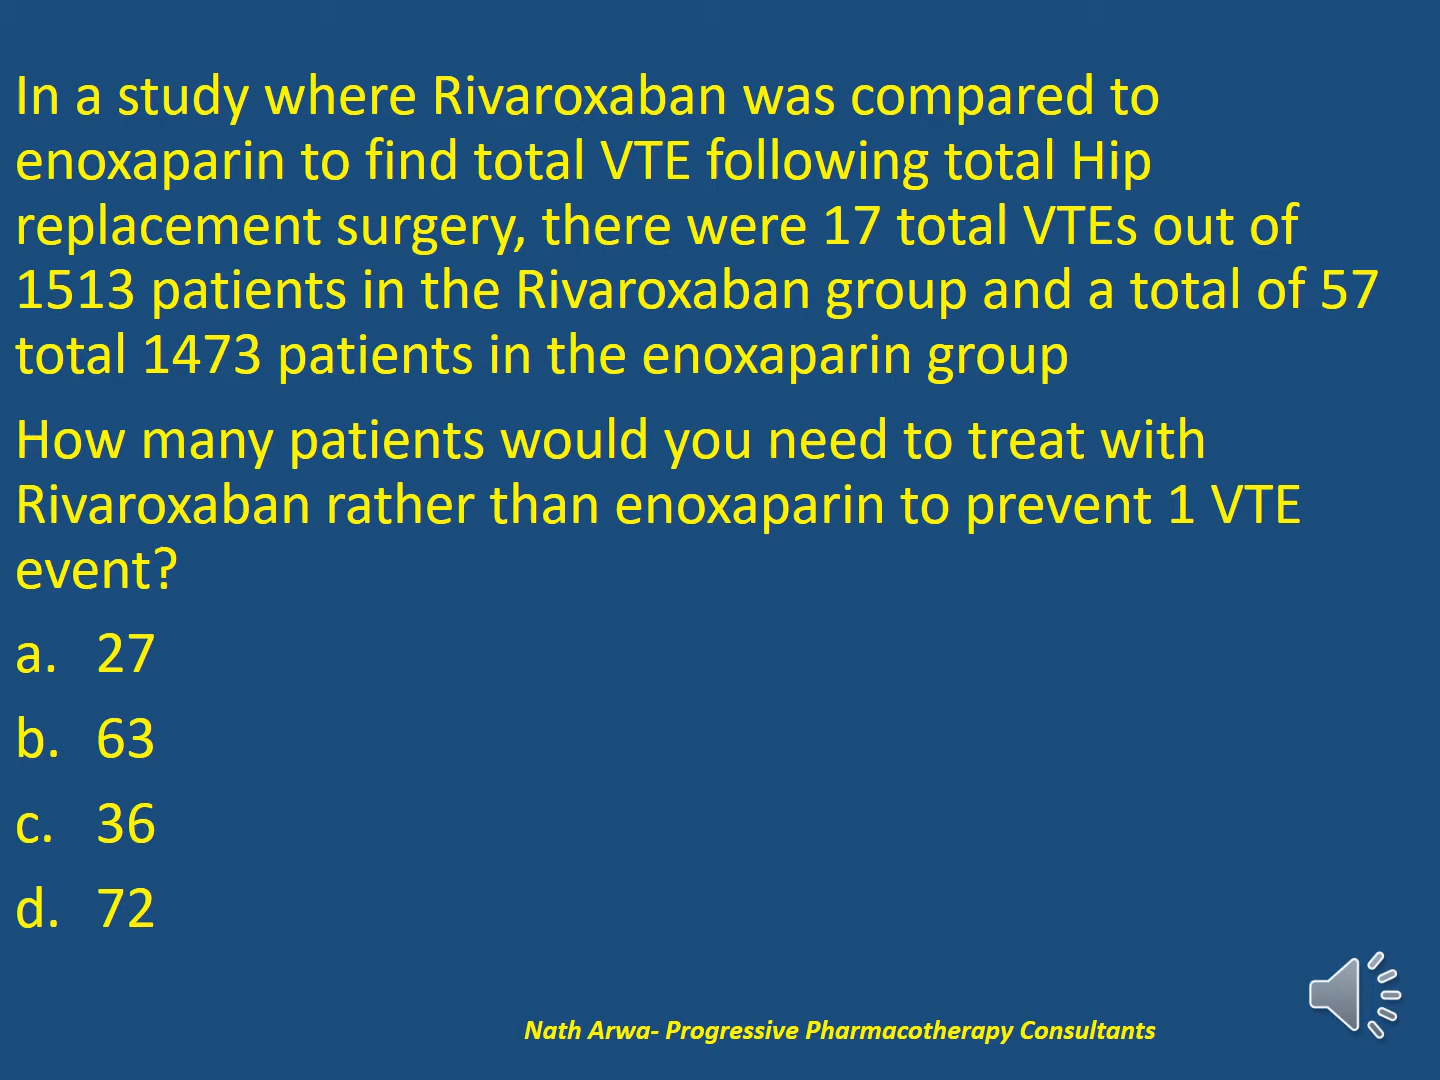 In a study where Rivaroxaban was compared to
enoxaparin to find total VTE following total Hip
replacement surgery, there were 17 total VTEs out of
1513 patients in the Rivaroxaban group and a total of 57
total 1473 patients in the enoxaparin group
How many patients would you need to treat with
Rivaroxaban rather than enoxaparin to prevent 1 VTE
event?
a. 27
b. 63
c. 36
d. 72
Nath Arwa- Progressive Pharmacotherapy Consultants